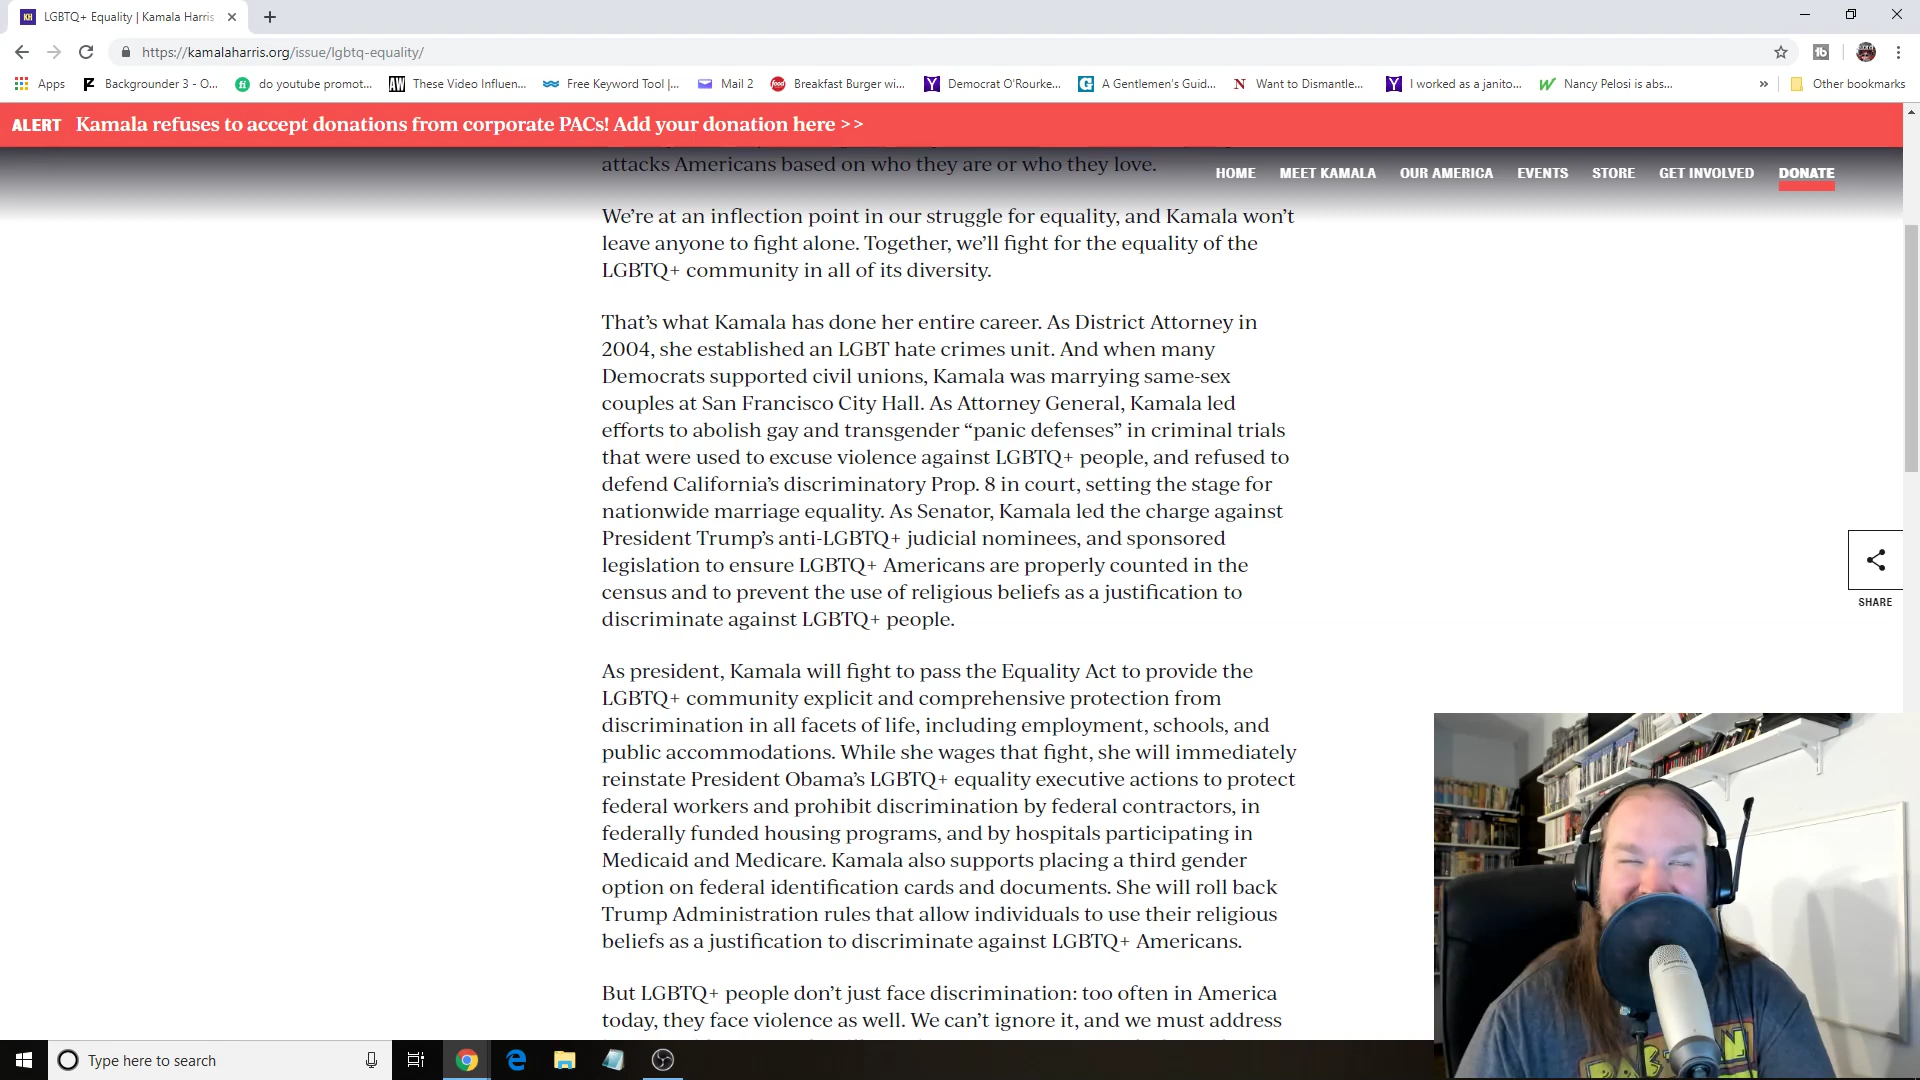 LGBTQ+ Equality | Kamala Harris
https://kamalaharris.org/issue/lgbtq-equality/
Apps
Backgrounder 3 - O...
do youtube promot...
These Video Influen...
Free Keyword Tool |...
Mail 2
Breakfast Burger wi...
Democrat O'Rourke...
A Gentlemen's Guid...
Want to Dismantle...
I worked as a janito...
Nancy Pelosi is abs...
»
Other bookmarks
ALERT Kamala refuses to accept donations from corporate PACs! Add your donation here >>
HOME MEET KAMALA OUR AMERICA EVENTS STORE GET INVOLVED DONATE
attacks Americans based on who they are or who they love.
We’re at an inflection point in our struggle for equality, and Kamala won’t
leave anyone to fight alone. Together, we’ll fight for the equality of the
LGBTQ+ community in all of its diversity.
That’s what Kamala has done her entire career. As District Attorney in
2004, she established an LGBT hate crimes unit. And when many
Democrats supported civil unions, Kamala was marrying same-sex
couples at San Francisco City Hall. As Attorney General, Kamala led
efforts to abolish gay and transgender “panic defenses” in criminal trials
that were used to excuse violence against LGBTQ+ people, and refused to
defend California’s discriminatory Prop. 8 in court, setting the stage for
nationwide marriage equality. As Senator, Kamala led the charge against
President Trump’s anti-LGBTQ+ judicial nominees, and sponsored
legislation to ensure LGBTQ+ Americans are properly counted in the
census and to prevent the use of religious beliefs as a justification to
discriminate against LGBTQ+ people.
As president, Kamala will fight to pass the Equality Act to provide the
LGBTQ+ community explicit and comprehensive protection from
discrimination in all facets of life, including employment, schools, and
public accommodations. While she wages that fight, she will immediately
reinstate President Obama’s LGBTQ+ equality executive actions to protect
federal workers and prohibit discrimination by federal contractors, in
federally funded housing programs, and by hospitals participating in
Medicaid and Medicare. Kamala also supports placing a third gender
option on federal identification cards and documents. She will roll back
Trump Administration rules that allow individuals to use their religious
beliefs as a justification to discriminate against LGBTQ+ Americans.
But LGBTQ+ people don’t just face discrimination: too often in America
today, they face violence as well. We can’t ignore it, and we must address
SHARE
Type here to search